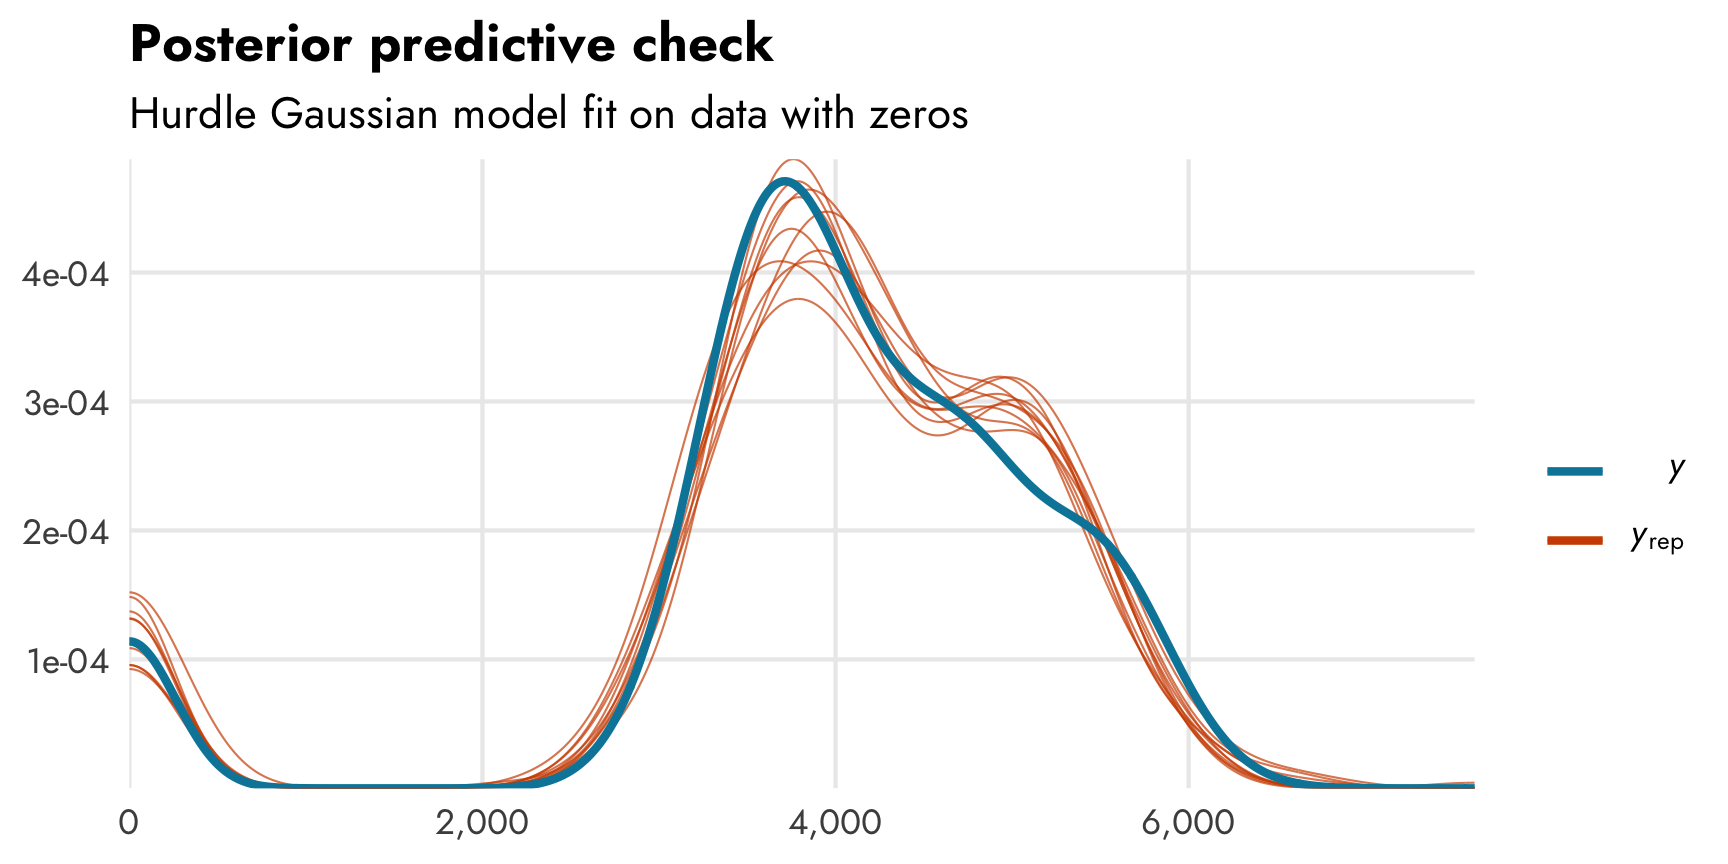 Posterior predictive check
Hurdle Gaussian model fit on data with zeros
4e-04
3e-04
2e-04
1e-04
0 2,000 4,000 6,000
y
yrep